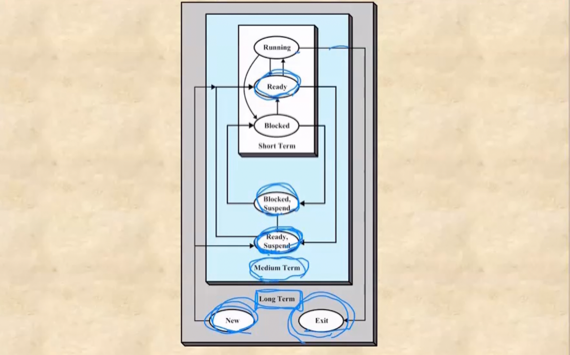 Running
Ready
Blocked
Short Term
Blocked,
Suspend
Ready,
Suspend
Medium Term
Long Term
New
Exit